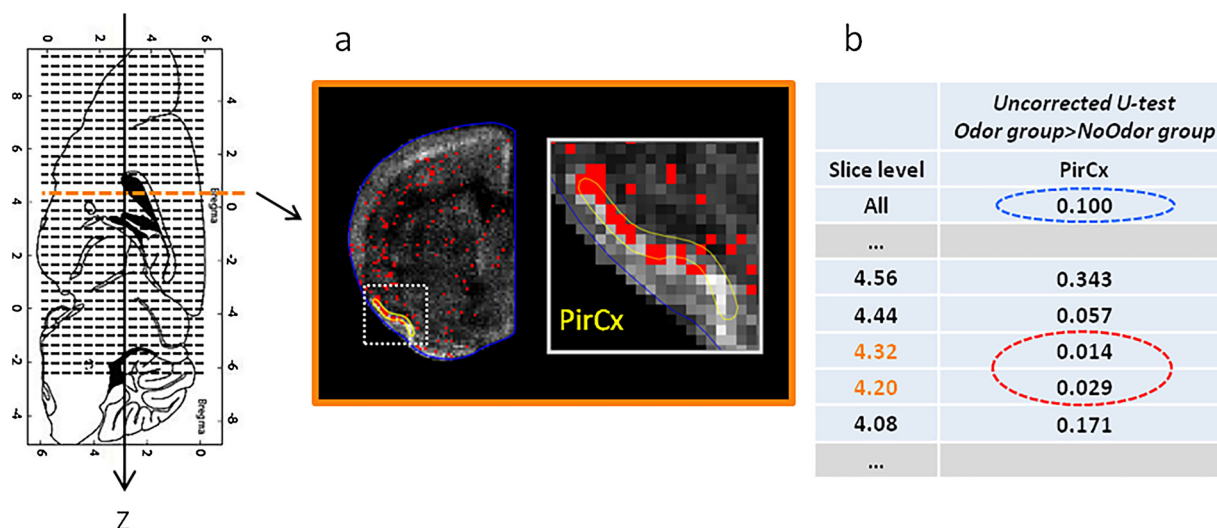 0 2 4 6
8
6
4
2
0
-2
-4
4
2
0
-2
-4
-6
-8
Bregma
Bregma
6 4 2 0
Z
a
PirCx
b
Uncorrected U-test
Odor group>NoOdor group
Slice level PirCx
All 0.100
...
4.56 0.343
4.44 0.057
4.32 0.014
4.20 0.029
4.08 0.171
...